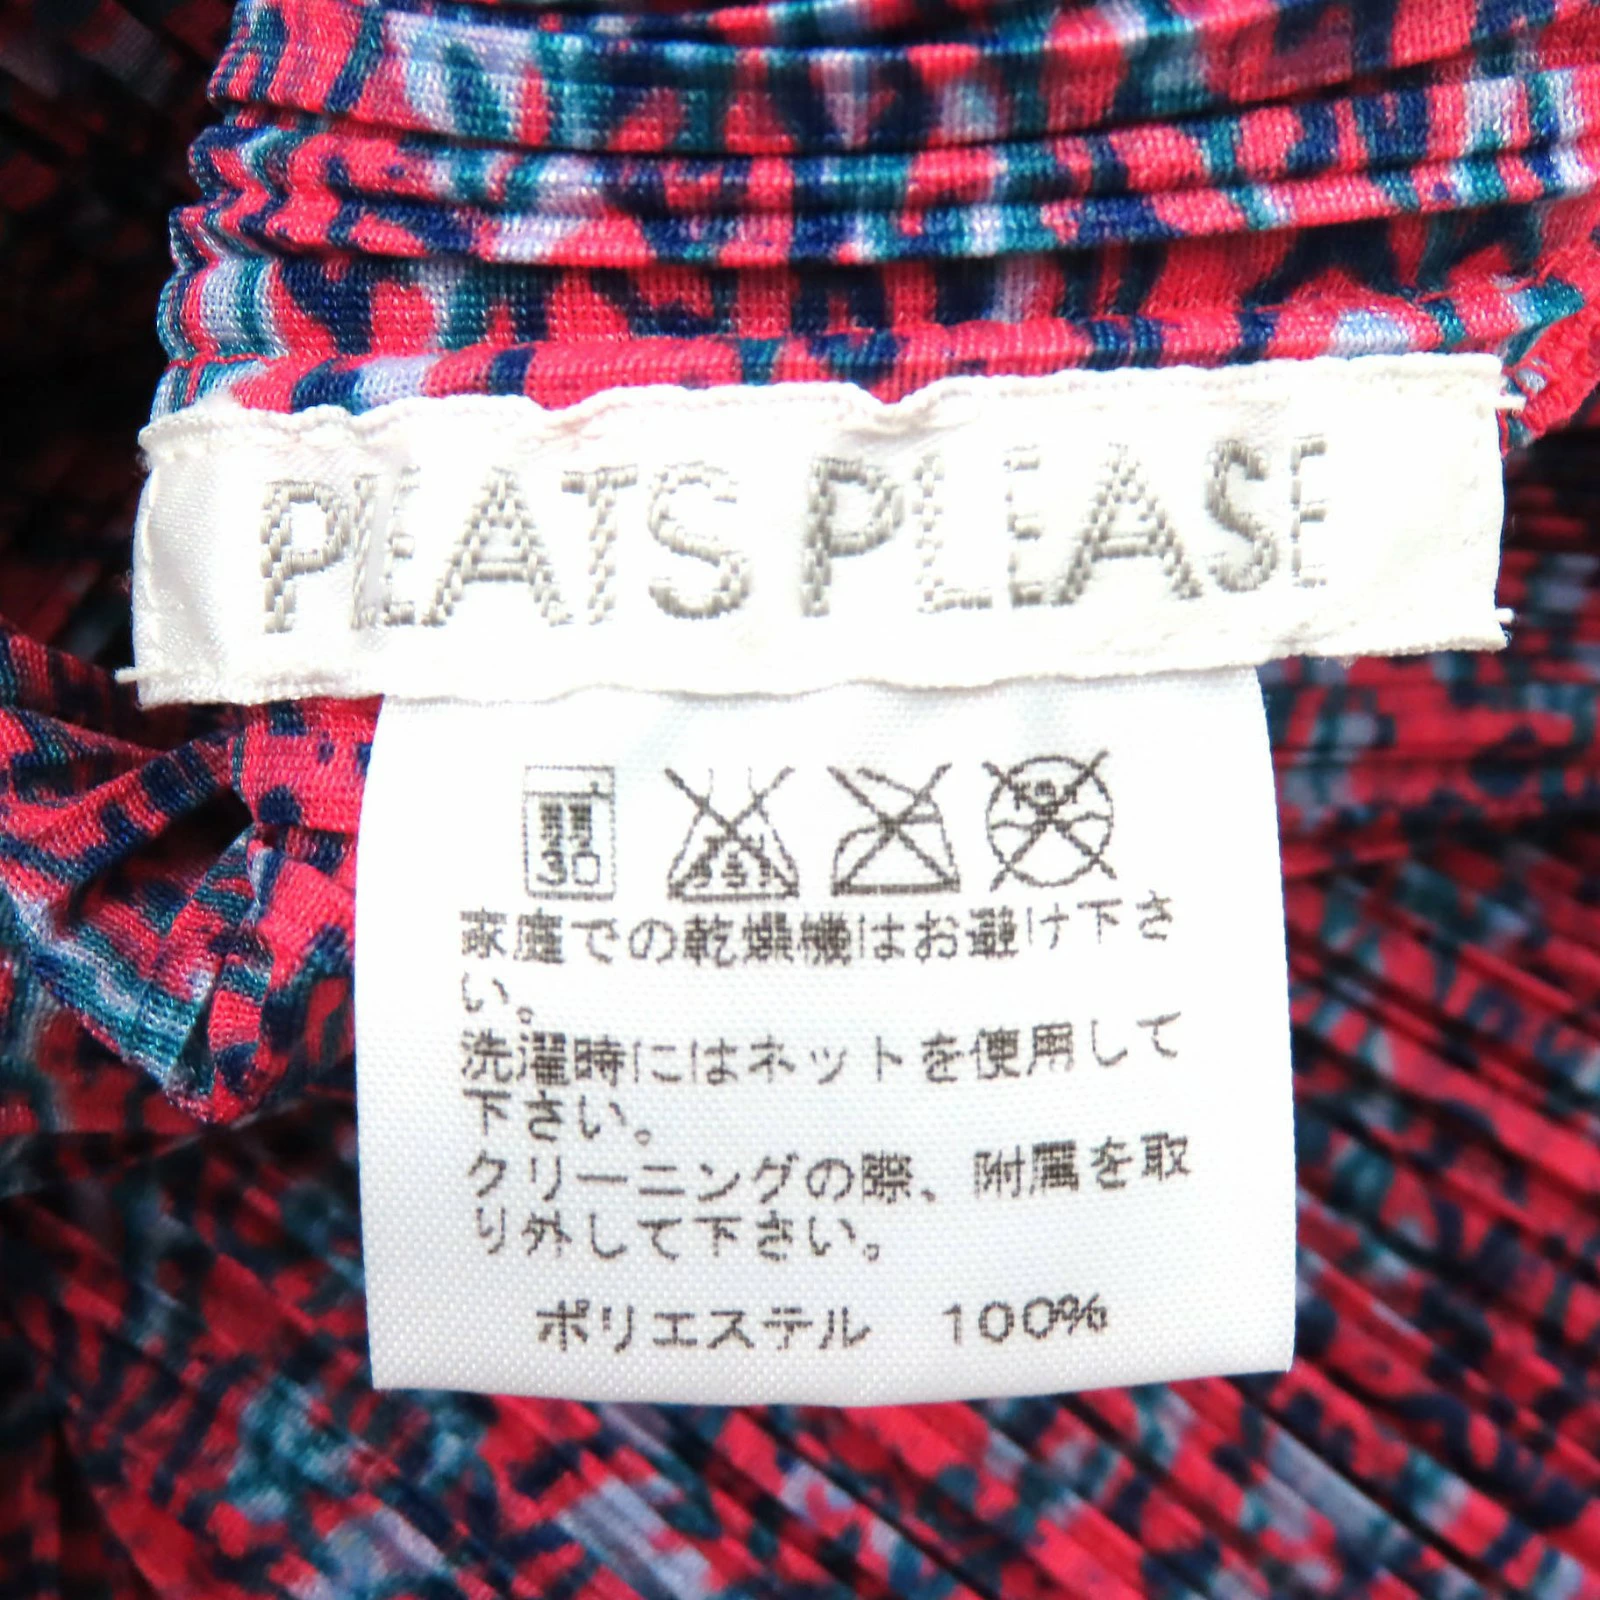 PLEATS PLEASE
30
家庭での乾燥機はお避け下さ
い。
洗濯時にはネットを使用して
下さい。
クリーニングの際、附属を取
り外して下さい。
ポリエステル 100%